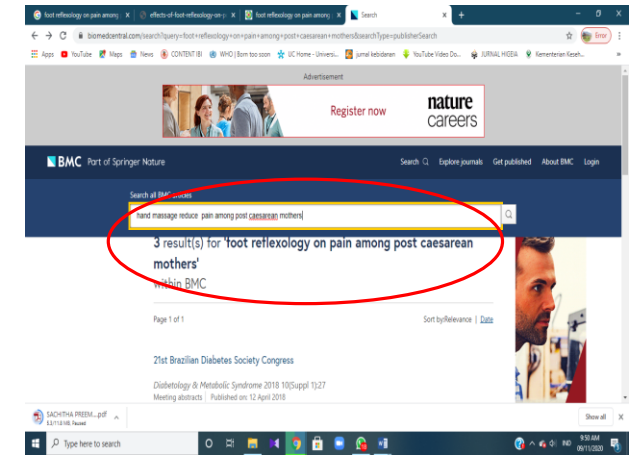 foot reflexology on pain among p
effects-of-foot-reflexology-on-p
foot reflexology on pain among
Search
biomedcentral.com/search?query=foot+reflexology+on+pain+among+post+caesarean+mothers&searchType=publisherSearch
Error
Apps YouTube Maps News CONTENT IBI WHO | Born too soon UC Home - Universi... jurnal kebidanan YouTube Video Do... JURNAL HIGEIA Kementerian Keseh...
Advertisement
Register now
nature
careers
BMC Part of Springer Nature
Search Explore journals Get published About BMC Login
Search all BMC articles
hand massage reduce pain among post caesarean mothers
3 result(s) for 'foot reflexology on pain among post caesarean
mothers'
within BMC
Page 1 of 1
Sort by:Relevance | Date
21st Brazilian Diabetes Society Congress
Diabetology & Metabolic Syndrome 2018 10(Suppl 1):27
Meeting abstracts | Published on: 12 April 2018
SACHITHA PREEM....pdf
Paused
Show all
Type here to search
IND
9:50 AM
09/11/2020